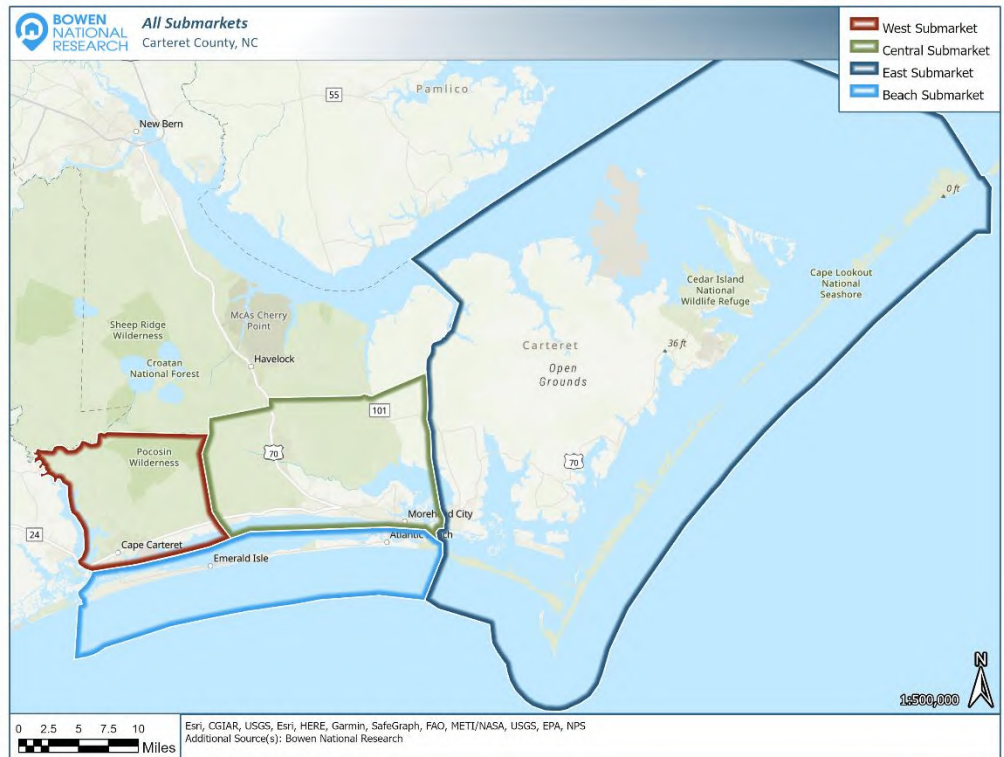 BOWEN
NATIONAL
RESEARCH
All Submarkets
Carteret County, NC
West Submarket
Central Submarket
East Submarket
Beach Submarket
Pamlico
55
New Bern
0 ft
Cedar Island
National
Wildlife Refuge
Cape Lookout
National
Seashore
McAs Cherry
Point
Sheep Ridge
Wilderness
Croatan
National Forest
Havelock
Carteret
36 ft
Open
Grounds
101
Pocosin
Wilderness
70
70
24
Morehead City
Cape Carteret
Atlantic
Emerald Isle
N
1:500,000
0 2.5 5 10
Miles
Esri, CGIAR, USGS, Esri, HERE, Garmin, SafeGraph, FAO, METI/NASA, USGS, EPA, NPS
Additional Source(s): Bowen National Research